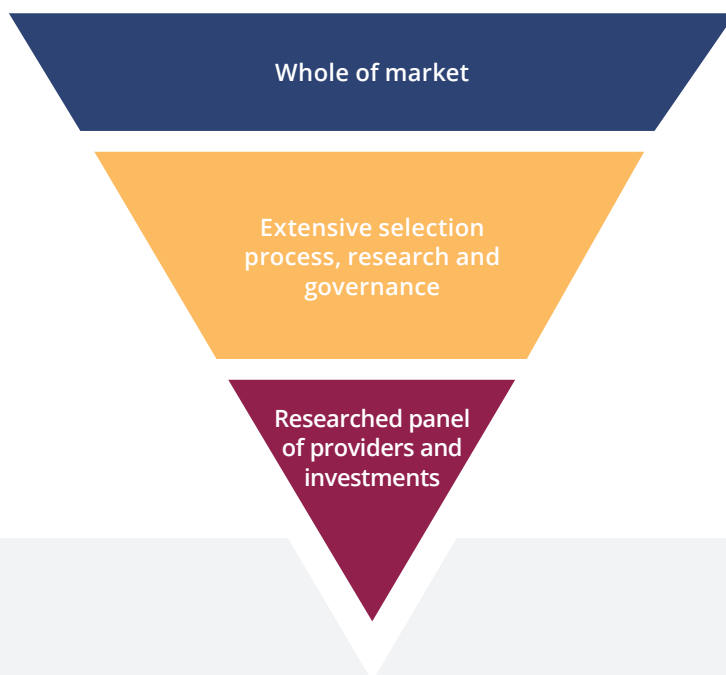 Whole of market
Extensive selection
process, research and
governance
Researched panel
of providers and
investments